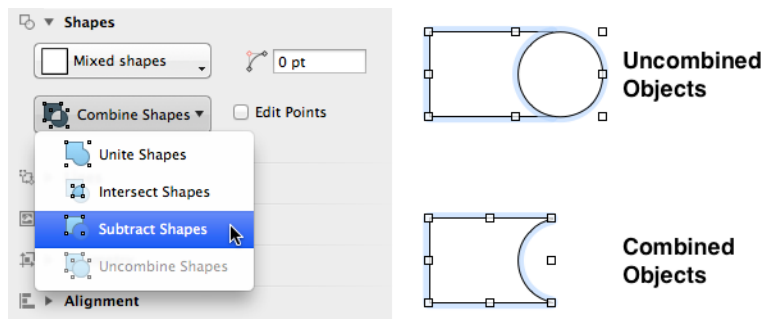 Shapes
Mixed shapes
0 pt
Combine Shapes
Edit Points
Unite Shapes
Intersect Shapes
Subtract Shapes
Uncombine Shapes
Alignment
Uncombined
Objects
Combined
Objects